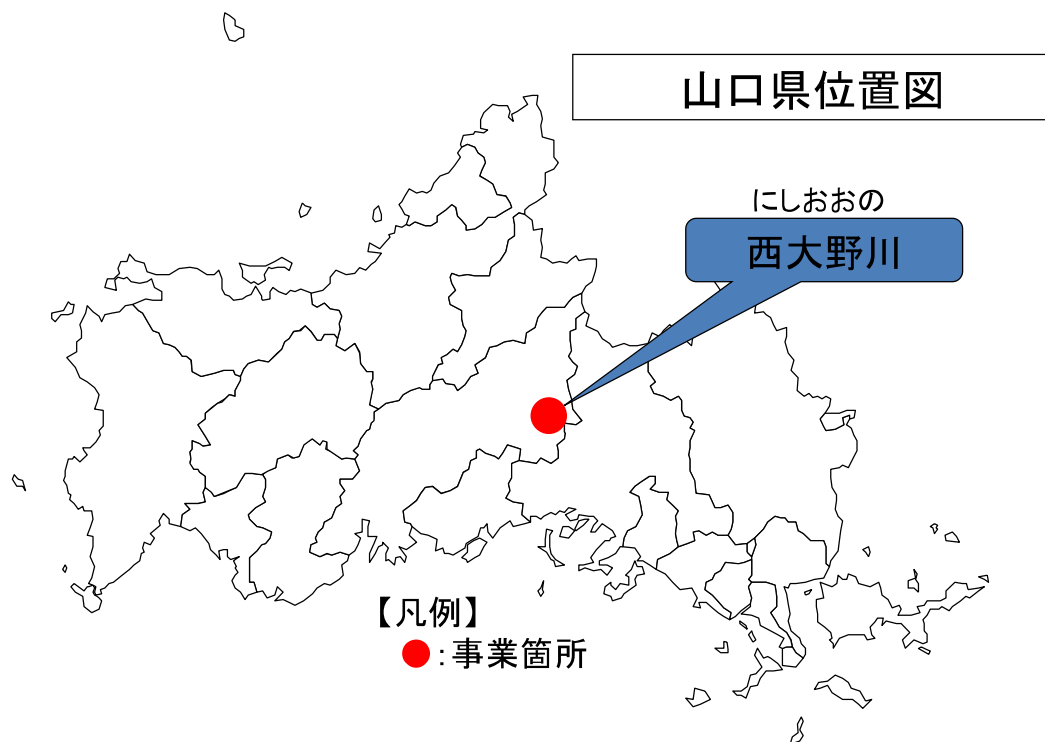 山口県位置図
にしおおの
西大野川
【凡例】
●：事業箇所